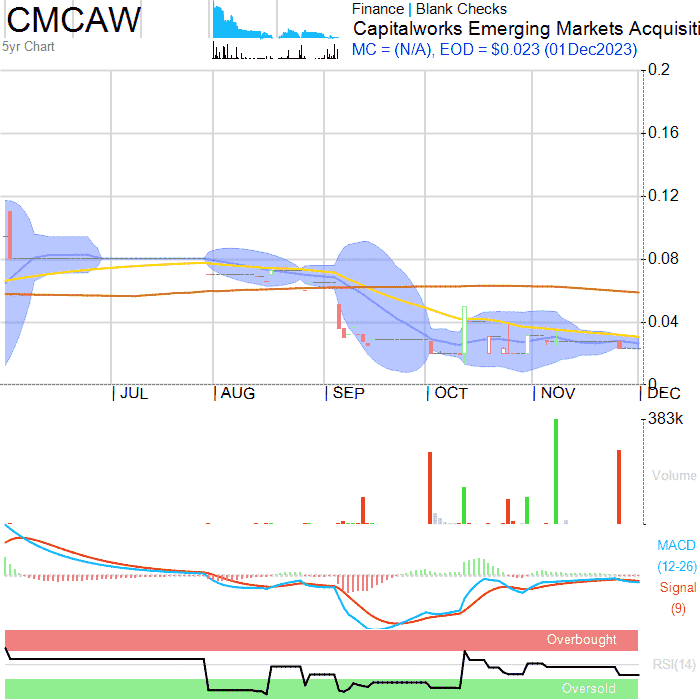 CMCAW
5yr Chart
Finance | Blank Checks
Capitalworks Emerging Markets Acquisiti
MC = (N/A), EOD = $0.023 (01Dec2023)
0.2
0.16
0.12
0.08
0.04
0
JUL AUG SEP OCT NOV DEC
383k
Volume
MACD
(12-26)
Signal
(9)
Overbought
RSI(14)
Oversold